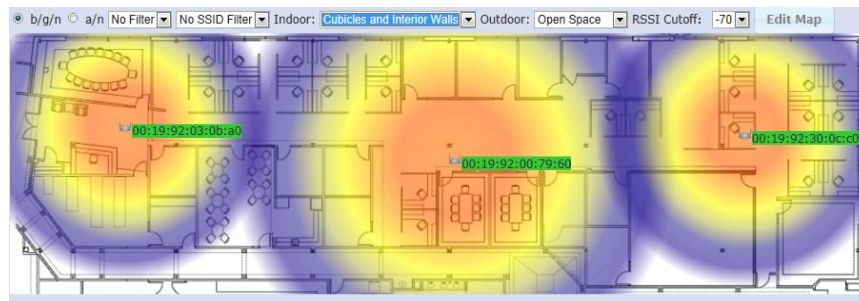 b/g/n a/n No Filter No SSID Filter Indoor: Cubicles and Interior Walls Outdoor: Open Space RSSI Cutoff: -70 Edit Map
00:19:92:03:0b:a0
00:19:92:30:0c:c0
00:19:92:00:79:60